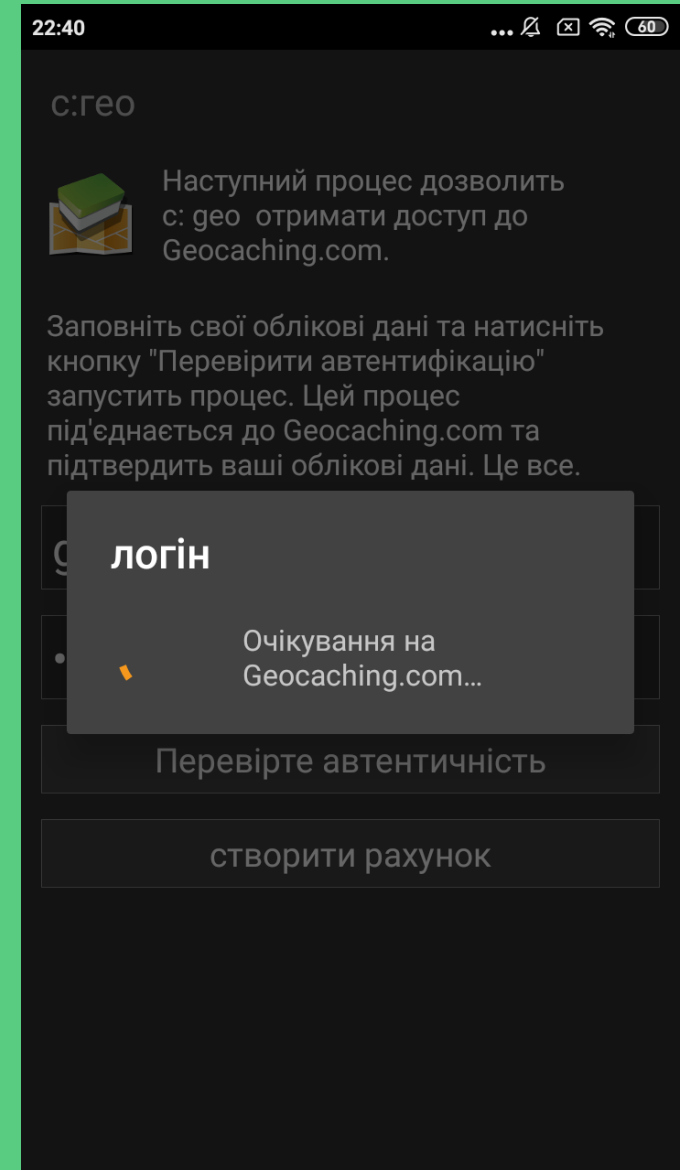 22:40
60
с:гео
Наступний процес дозволить
c: geo отримати доступ до
Geocaching.com.
Заповніть свої облікові дані та натисніть
кнопку "Перевірити автентифікацію"
запустить процес. Цей процес
під'єднається до Geocaching.com та
підтвердить ваші облікові дані. Це все.
логін
Очікування на
Geocaching.com…
Перевірте автентичність
створити рахунок